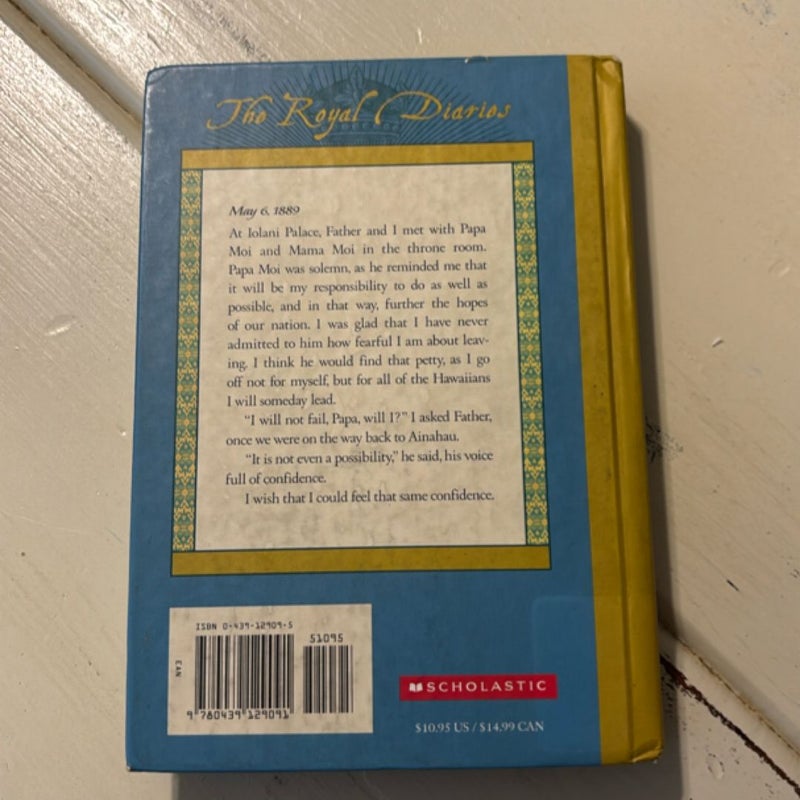 The Royal Diaries
May 6, 1889
At Iolani Palace, Father and I met with Papa
Moi and Mama Moi in the throne room.
Papa Moi was solemn, as he reminded me that
it will be my responsibility to do as well as
possible, and in that way, further the hopes
of our nation. I was glad that I have never
admitted to him how fearful I am about leav-
ing. I think he would find that petty, as I go
off not for myself, but for all of the Hawaiians
I will someday lead.
"I will not fail, Papa, will I?" I asked Father,
once we were on the way back to Ainahau.
"It is not even a possibility," he said, his voice
full of confidence.
I wish that I could feel that same confidence.
ISBN 0-439-12909-5
51095
EAN
9 780439 129091
SCHOLASTIC
$10.95 US / $14.99 CAN